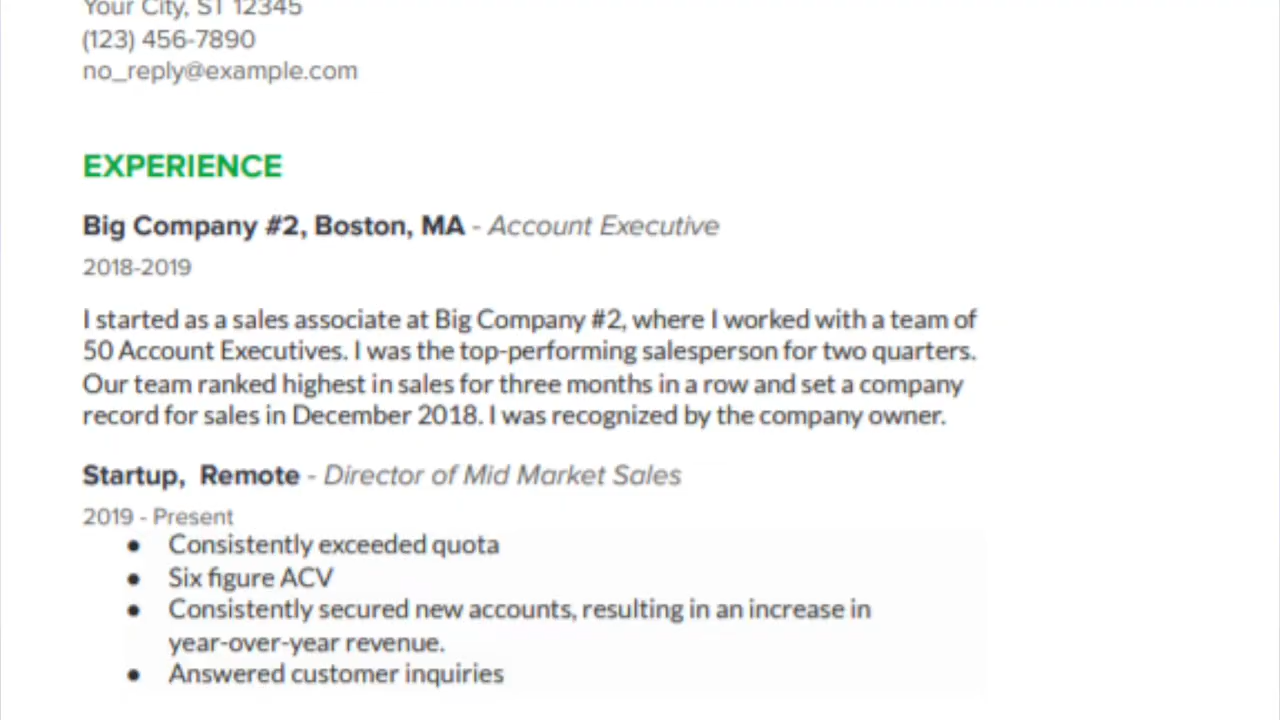 Your City, ST 12345
(123) 456-7890
no_reply@example.com
EXPERIENCE
Big Company #2, Boston, MA - Account Executive
2018-2019
I started as a sales associate at Big Company #2, where I worked with a team of
50 Account Executives. I was the top-performing salesperson for two quarters.
Our team ranked highest in sales for three months in a row and set a company
record for sales in December 2018. I was recognized by the company owner.
Startup,  Remote - Director of Mid Market Sales
2019 - Present
● Consistently exceeded quota
● Six figure ACV
● Consistently secured new accounts, resulting in an increase in
year-over-year revenue.
● Answered customer inquiries